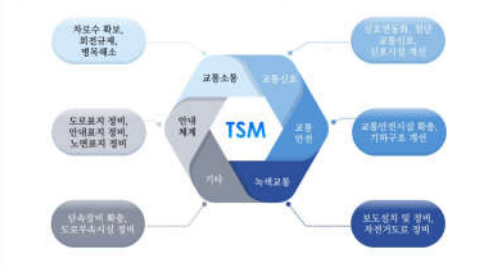 차로수 확보,
회전규제,
병목해소
신호연동화, 첨단
교통신호,
신호시설 개선
교통소통
교통신호
도로표지 정비,
안내표지 정비,
노면표지 정비
안내
체계
TSM
교통
안전
교통안전시설 확충,
기하구조 개선
기타
녹색교통
단속장비 확충,
도로부속시설 정비
보도설치 및 정비,
자전거도로 정비